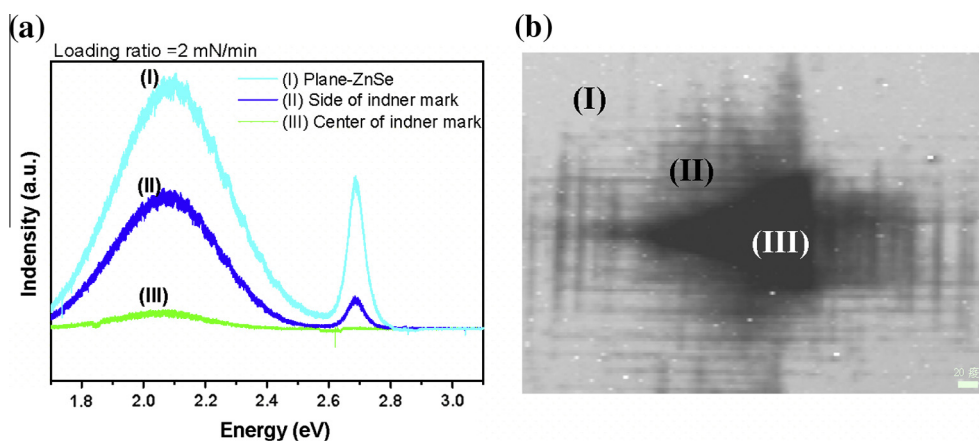 (a)
Loading ratio =2 mN/min
(I)
(I) Plane-ZnSe
(II) Side of indner mark
(III) Center of indner mark
(II)
(III)
Indensity (a.u.)
1.8 2.0 2.2 2.4 2.6 2.8 3.0
Energy (eV)
(b)
(I)
(II)
(III)
20